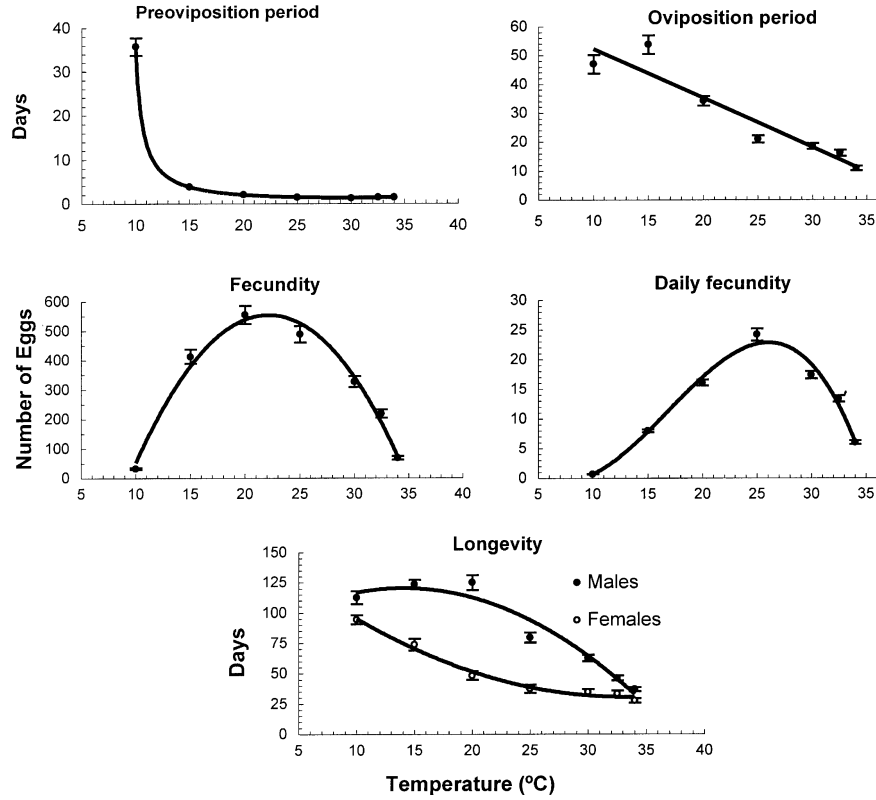 Preoviposition period
40
30
20
10
0
Days
5 10 15 20 25 30 35 40
Oviposition period
60
50
40
30
20
10
0
5 10 15 20 25 30 35
Fecundity
600
500
400
300
200
100
0
Number of Eggs
5 10 15 20 25 30 35 40
Daily fecundity
30
25
20
15
10
5
0
5 10 15 20 25 30 35
Longevity
150
125
100
75
50
25
0
Days
Males
Females
5 10 15 20 25 30 35 40
Temperature (ºC)